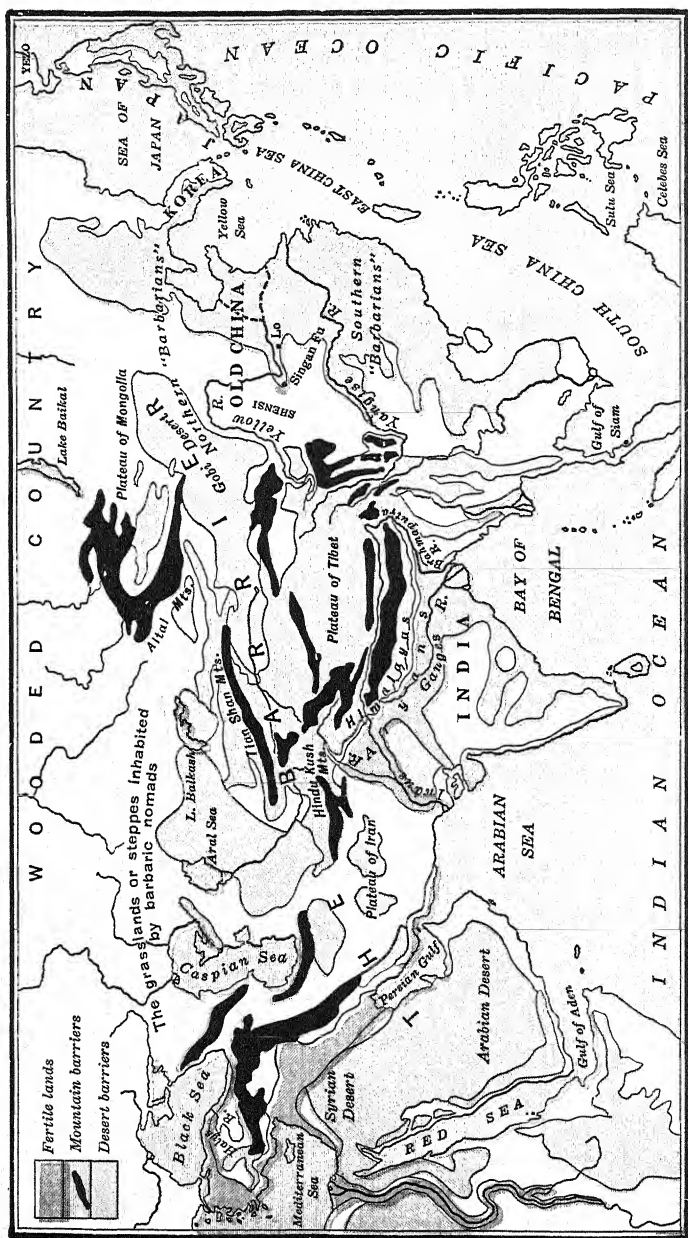 Fertile lands
Mountain barriers
Desert barriers
WOODED COUNTRY
The grasslands or steppes inhabited
by barbaric nomads
THE BARRIER
Black Sea
Caspian Sea
Aral Sea
L. Balkash
Altai Mts.
Lake Baikal
Plateau of Mongolia
Gobi Desert
Northern "Barbarians"
Tian Shan Mts.
Halys
R.
Mediterranean
Sea
Syrian
Desert
Persian Gulf
Plateau of Iran
Hindu Kush
Mts.
Plateau of Tibet
Himalayas
Aryans
Indus
Ganges R.
Brahmaputra
R.
INDIA
Arabian Desert
RED SEA
Gulf of Aden
ARABIAN
SEA
BAY OF
BENGAL
INDIAN OCEAN
Yellow
R.
OLD CHINA
SHENSI
Lo
Singan Fu
Yangtse R.
Southern
"Barbarians"
KOREA
Yellow
Sea
SEA OF
JAPAN
JAPAN
YEZO
EAST CHINA SEA
SOUTH CHINA SEA
Gulf of
Siam
Sulu Sea
Celebes Sea
PACIFIC OCEAN